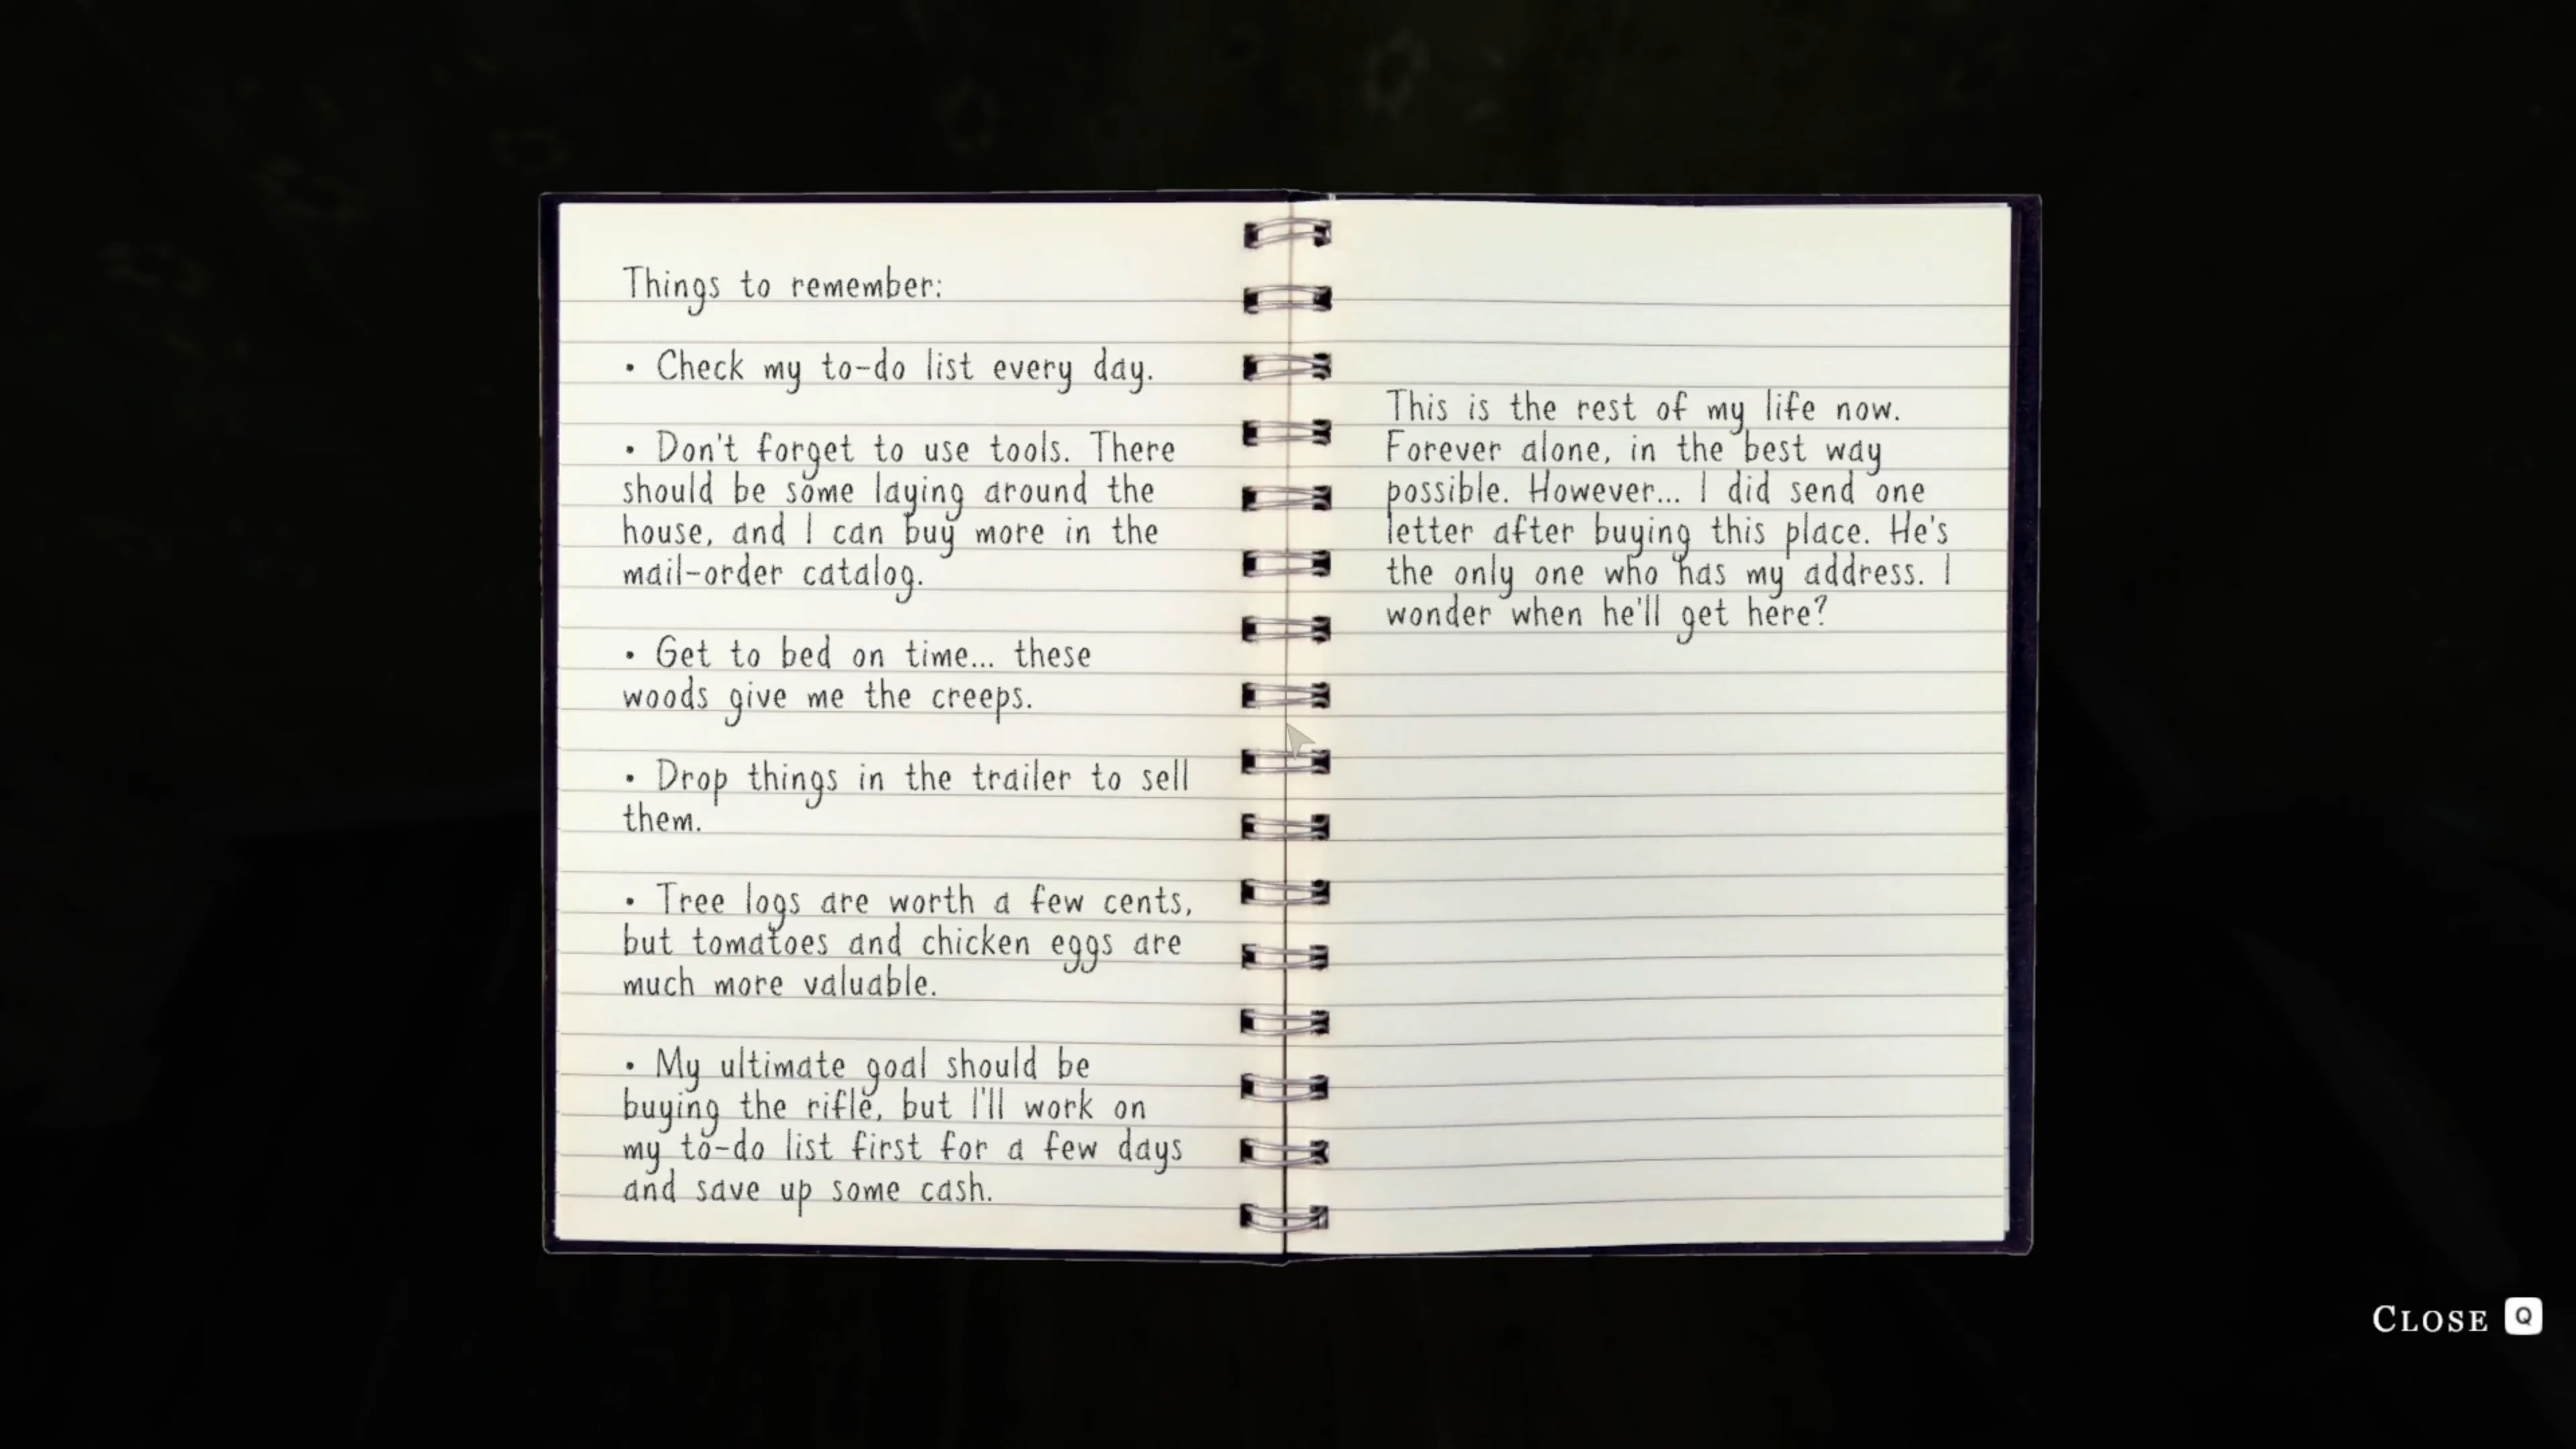 Things to remember:
• Check my to-do list every day.
• Don't forget to use tools. There
should be some laying around the
house, and I can buy more in the
mail-order catalog.
• Get to bed on time... these
woods give me the creeps.
• Drop things in the trailer to sell
them.
• Tree logs are worth a few cents,
but tomatoes and chicken eggs are
much more valuable.
• My ultimate goal should be
buying the rifle, but I'll work on
my to-do list first for a few days
and save up some cash.
This is the rest of my life now.
Forever alone, in the best way
possible. However... I did send one
letter after buying this place. He's
the only one who has my address. I
wonder when he'll get here?
CLOSE Q